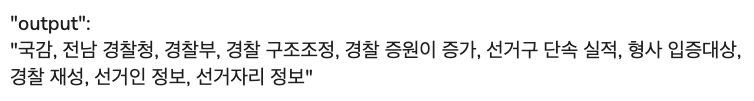 "output":
"국감, 전남 경찰청, 경찰부, 경찰 구조조정, 경찰 증원이 증가, 선거구 단속 실적, 형사 입증대상,
경찰 재성, 선거인 정보, 선거자리 정보"